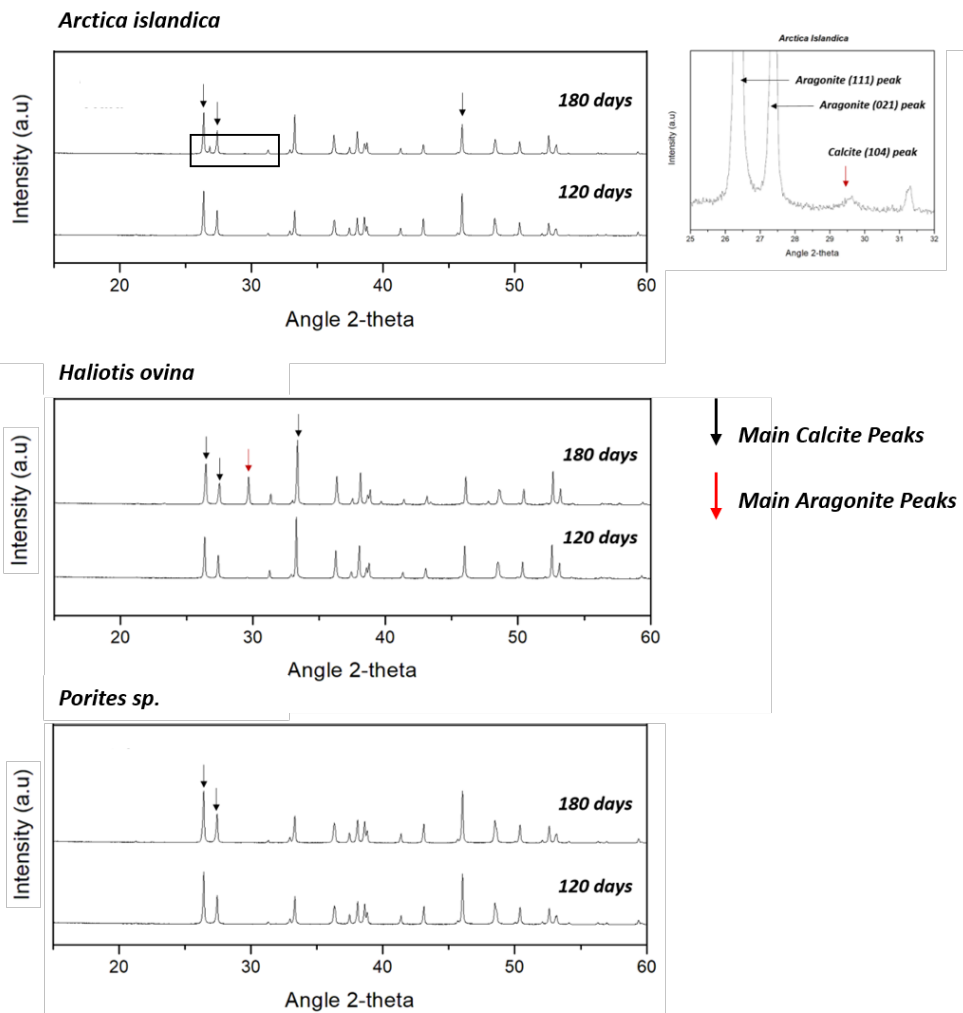 Arctica islandica
Intensity (a.u)
180 days
120 days
20 30 40 50 60
Angle 2-theta
Arctica Islandica
Intensity (a.u)
Aragonite (111) peak
Aragonite (021) peak
Calcite (104) peak
25 26 27 28 29 30 31 32
Angle 2-theta
Haliotis ovina
Intensity (a.u)
180 days
120 days
20 30 40 50 60
Angle 2-theta
Main Calcite Peaks
Main Aragonite Peaks
Porites sp.
Intensity (a.u)
180 days
120 days
20 30 40 50 60
Angle 2-theta